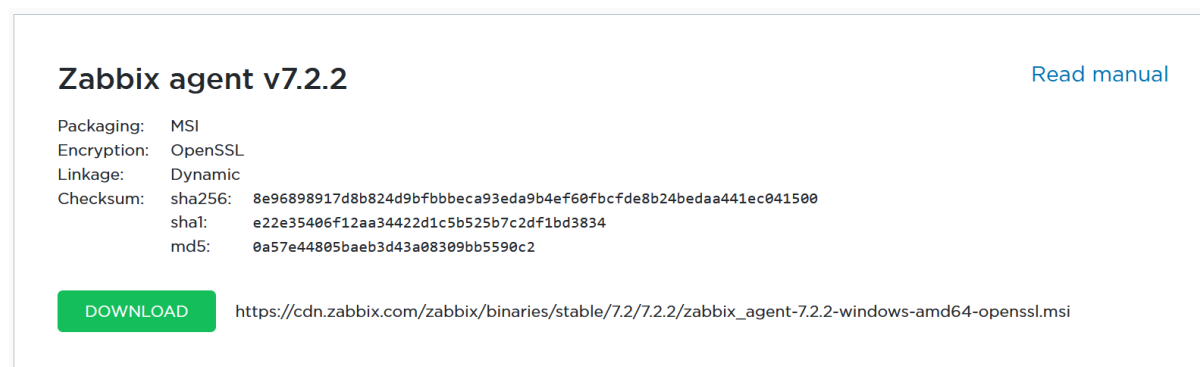 Zabbix agent v7.2.2
Read manual
Packaging: MSI
Encryption: OpenSSL
Linkage: Dynamic
Checksum: sha256: 8e96898917d8b824d9bfbbbeca93eda9b4ef60fbcfde8b24bedaa441ec041500
sha1: e22e35406f12aa34422d1c5b525b7c2df1bd3834
md5: 0a57e44805baeb3d43a08309bb5590c2
DOWNLOAD https://cdn.zabbix.com/zabbix/binaries/stable/7.2/7.2.2/zabbix_agent-7.2.2-windows-amd64-openssl.msi